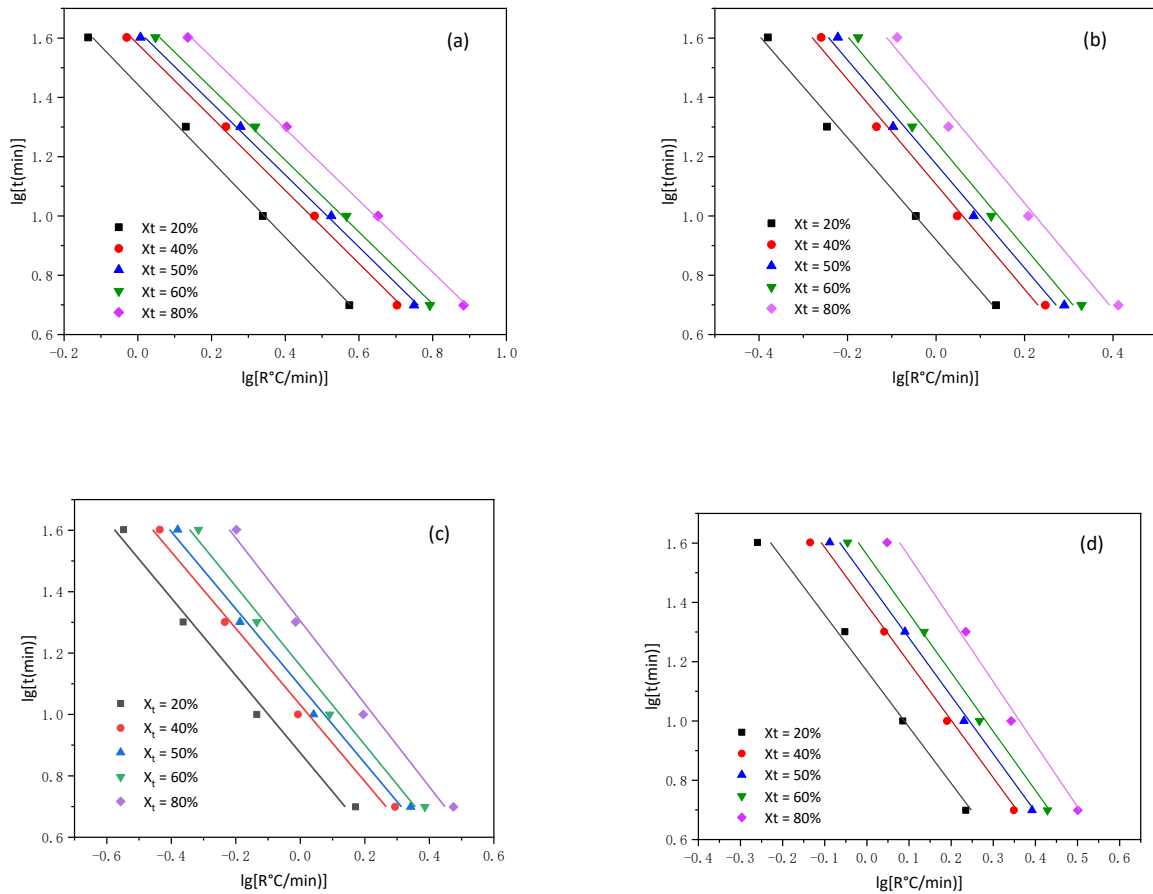 (a)
lg[t(min)]
1.6
1.4
1.2
1.0
0.8
0.6
Xt = 20%
Xt = 40%
Xt = 50%
Xt = 60%
Xt = 80%
-0.2 0.0 0.2 0.4 0.6 0.8 1.0
lg[R°C/min)]
(b)
lg[t(min)]
1.6
1.4
1.2
1.0
0.8
0.6
Xt = 20%
Xt = 40%
Xt = 50%
Xt = 60%
Xt = 80%
-0.4 -0.2 0.0 0.2 0.4
lg[R°C/min)]
(c)
lg[t(min)]
1.6
1.4
1.2
1.0
0.8
0.6
Xt = 20%
Xt = 40%
Xt = 50%
Xt = 60%
Xt = 80%
-0.6 -0.4 -0.2 0.0 0.2 0.4 0.6
lg[R°C/min)]
(d)
lg[t(min)]
1.6
1.4
1.2
1.0
0.8
0.6
Xt = 20%
Xt = 40%
Xt = 50%
Xt = 60%
Xt = 80%
-0.4 -0.3 -0.2 -0.1 0.0 0.1 0.2 0.3 0.4 0.5 0.6
lg[R°C/min)]